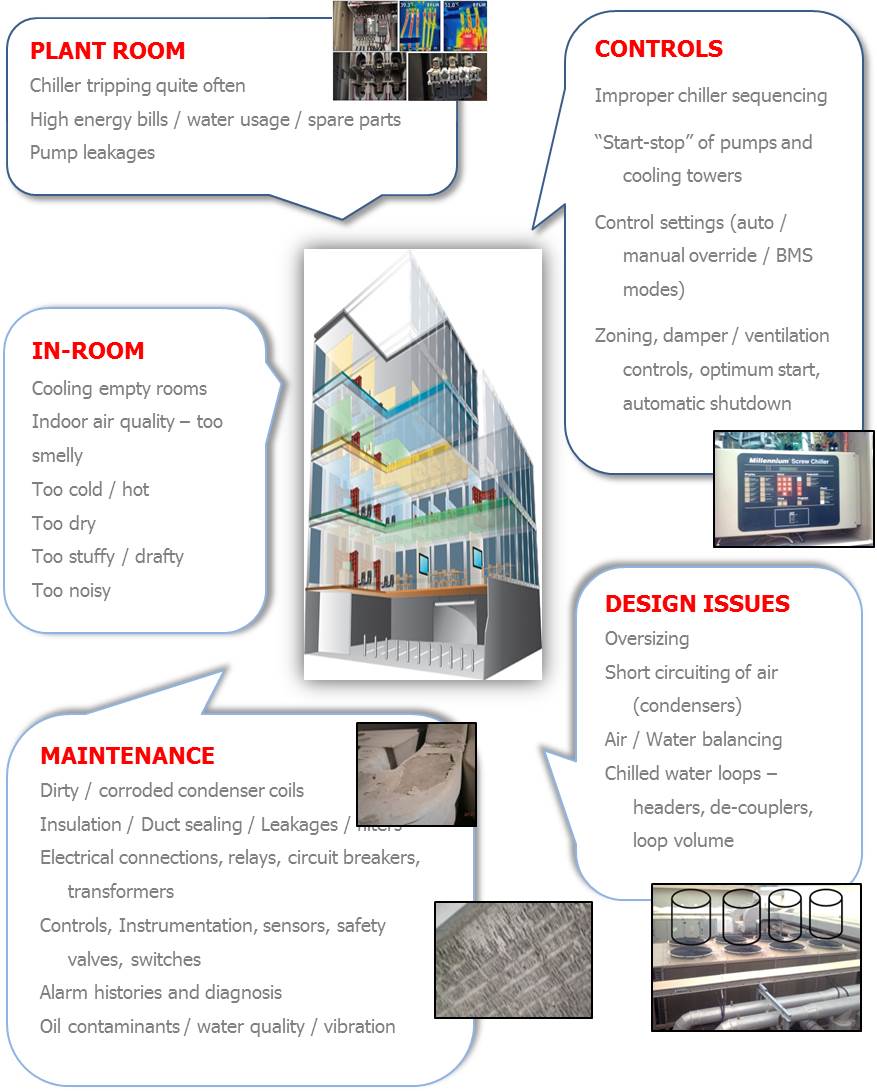 PLANT ROOM
Chiller tripping quite often
High energy bills / water usage / spare parts
Pump leakages
CONTROLS
Improper chiller sequencing
“Start-stop” of pumps and
cooling towers
Control settings (auto /
manual override / BMS
modes)
Zoning, damper / ventilation
controls, optimum start,
automatic shutdown
Millennium Screw Chiller
IN-ROOM
Cooling empty rooms
Indoor air quality – too
smelly
Too cold / hot
Too dry
Too stuffy / drafty
Too noisy
DESIGN ISSUES
Oversizing
Short circuiting of air
(condensers)
Air / Water balancing
Chilled water loops –
headers, de-couplers,
loop volume
MAINTENANCE
Dirty / corroded condenser coils
Insulation / Duct sealing / Leakages / filters
Electrical connections, relays, circuit breakers,
transformers
Controls, Instrumentation, sensors, safety
valves, switches
Alarm histories and diagnosis
Oil contaminants / water quality / vibration